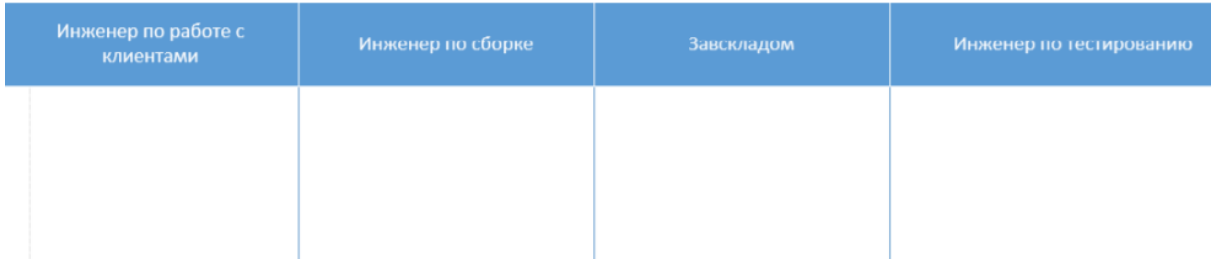 Инженер по работе с
клиентами
Инженер по сборке
Завскладом
Инженер по тестированию